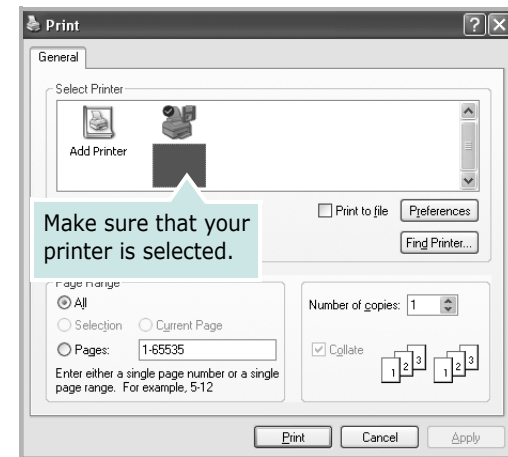 Print
General
Select Printer
Add Printer
Make sure that your
printer is selected.
Print to file
Preferences
Find Printer...
Page Range
All
Selection Current Page
Pages: 1-65535
Enter either a single page number or a single
page range. For example, 5-12
Number of copies: 1
Collate
1 2 3 1 2 3
Print Cancel Apply